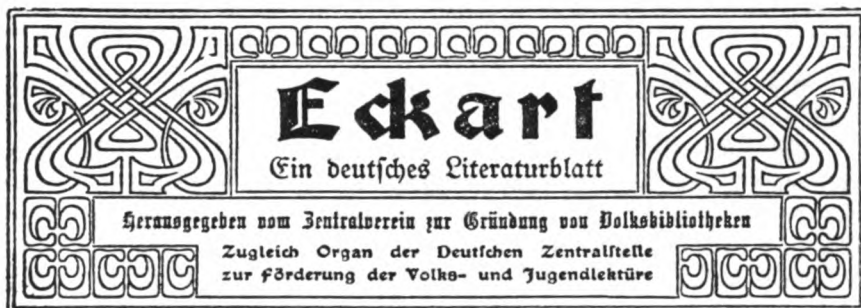 Eckart
Ein deutsches Literaturblatt
Herausgegeben vom Zentralverein zur Gründung von Volksbibliotheken
Zugleich Organ der Deutschen Zentralstelle
zur Förderung der Volks- und Jugendlektüre